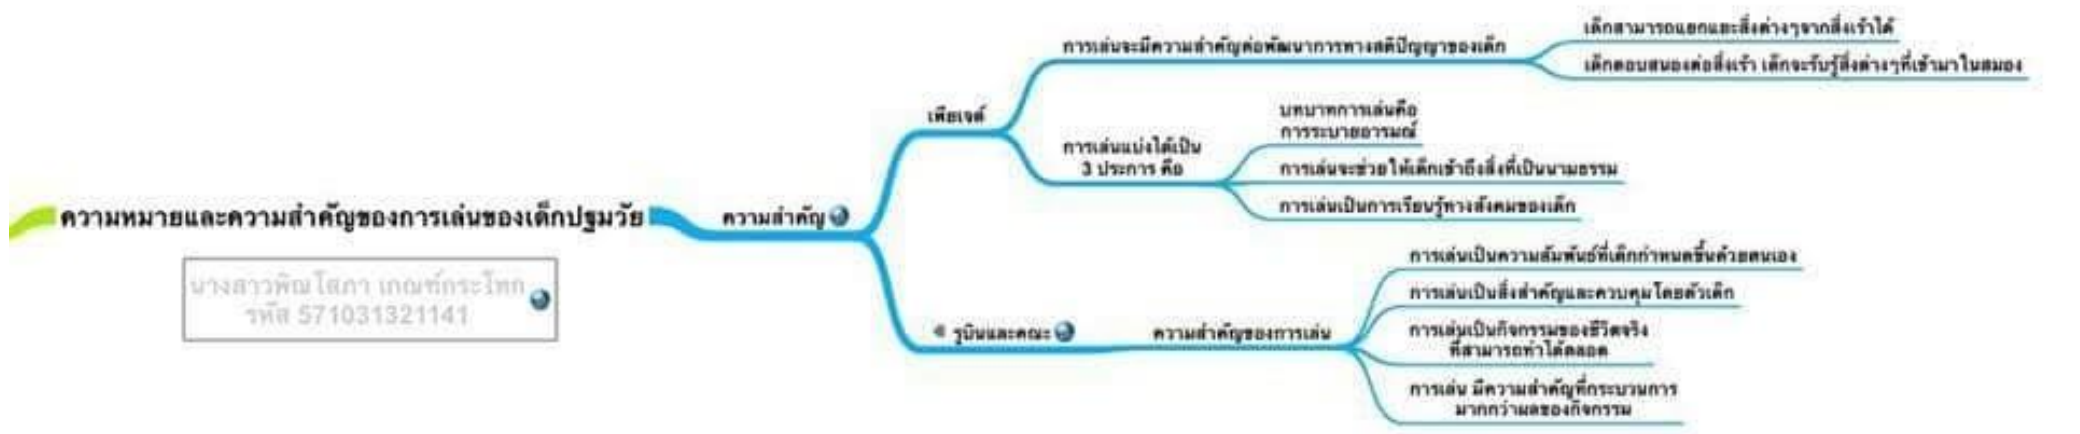 ความหมายและความสำคัญของการเล่นของเด็กปฐมวัย
นางสาวพิณโสภา เกณฑ์กระโทก
รหัส 571031321141
ความสำคัญ
เพียเจต์
การเล่นจะมีความสำคัญต่อพัฒนาการทางสติปัญญาของเด็ก
เด็กสามารถแยกแยะสิ่งต่างๆจากสิ่งเร้าได้
เด็กตอบสนองต่อสิ่งเร้า เด็กจะรับรู้สิ่งต่างๆที่เข้ามาในสมอง
การเล่นแบ่งได้เป็น
3 ประการ คือ
บทบาทการเล่นคือ
การระบายอารมณ์
การเล่นจะช่วยให้เด็กเข้าถึงสิ่งที่เป็นนามธรรม
การเล่นเป็นการเรียนรู้ทางสังคมของเด็ก
รูบินและคณะ
ความสำคัญของการเล่น
การเล่นเป็นความสัมพันธ์ที่เด็กกำหนดขึ้นด้วยตนเอง
การเล่นเป็นสิ่งสำคัญและควบคุมโดยตัวเด็ก
การเล่นเป็นกิจกรรมของชีวิตจริง
ที่สามารถทำได้ตลอด
การเล่น มีความสำคัญที่กระบวนการ
มากกว่าผลของกิจกรรม